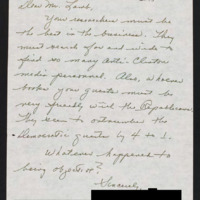 Dear Mr. Lamb.
Your researchers must be
the best in the business. They
must search far and wide to
find so many Anti-Clinton
media personnel. Also, whoever
books your guests must be
very friendly with the Republicans.
They seem to outnumber the
Democratic guests by 4 to 1.
Whatever happened to
being objective?
Sincerely,